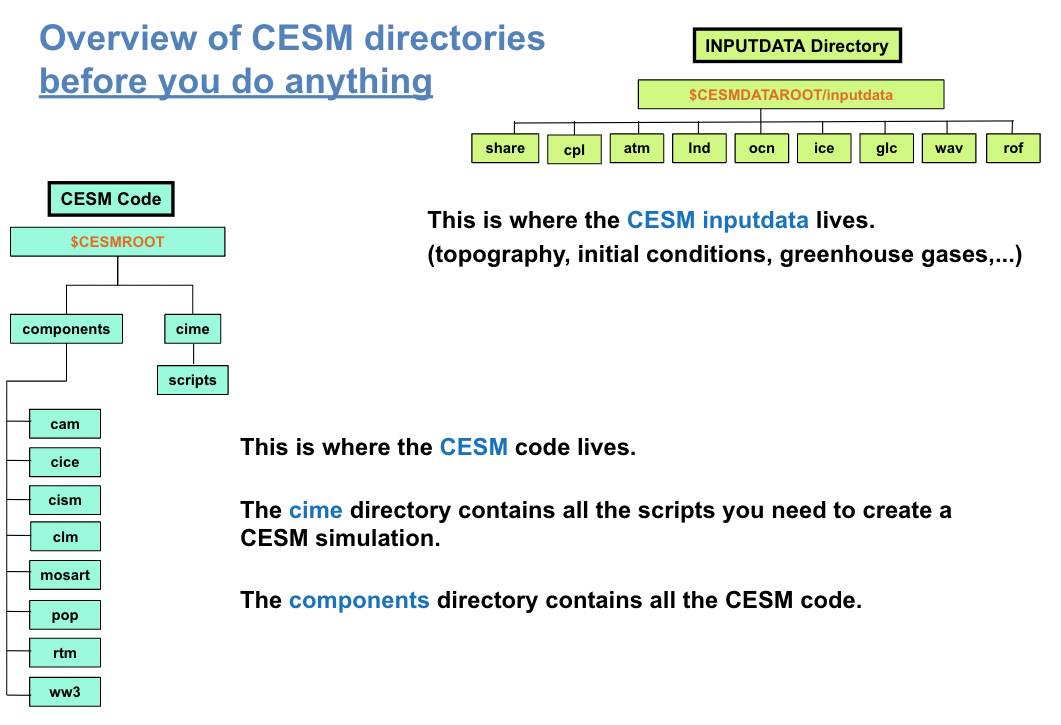 Overview of CESM directories
before you do anything
INPUTDATA Directory
$CESMDATAROOT/inputdata
share
cpl
atm
lnd
ocn
ice
glc
wav
rof
This is where the CESM inputdata lives.
(topography, initial conditions, greenhouse gases,...)
CESM Code
$CESMROOT
components
cime
scripts
cam
cice
cism
clm
mosart
pop
rtm
ww3
This is where the CESM code lives.
The cime directory contains all the scripts you need to create a
CESM simulation.
The components directory contains all the CESM code.